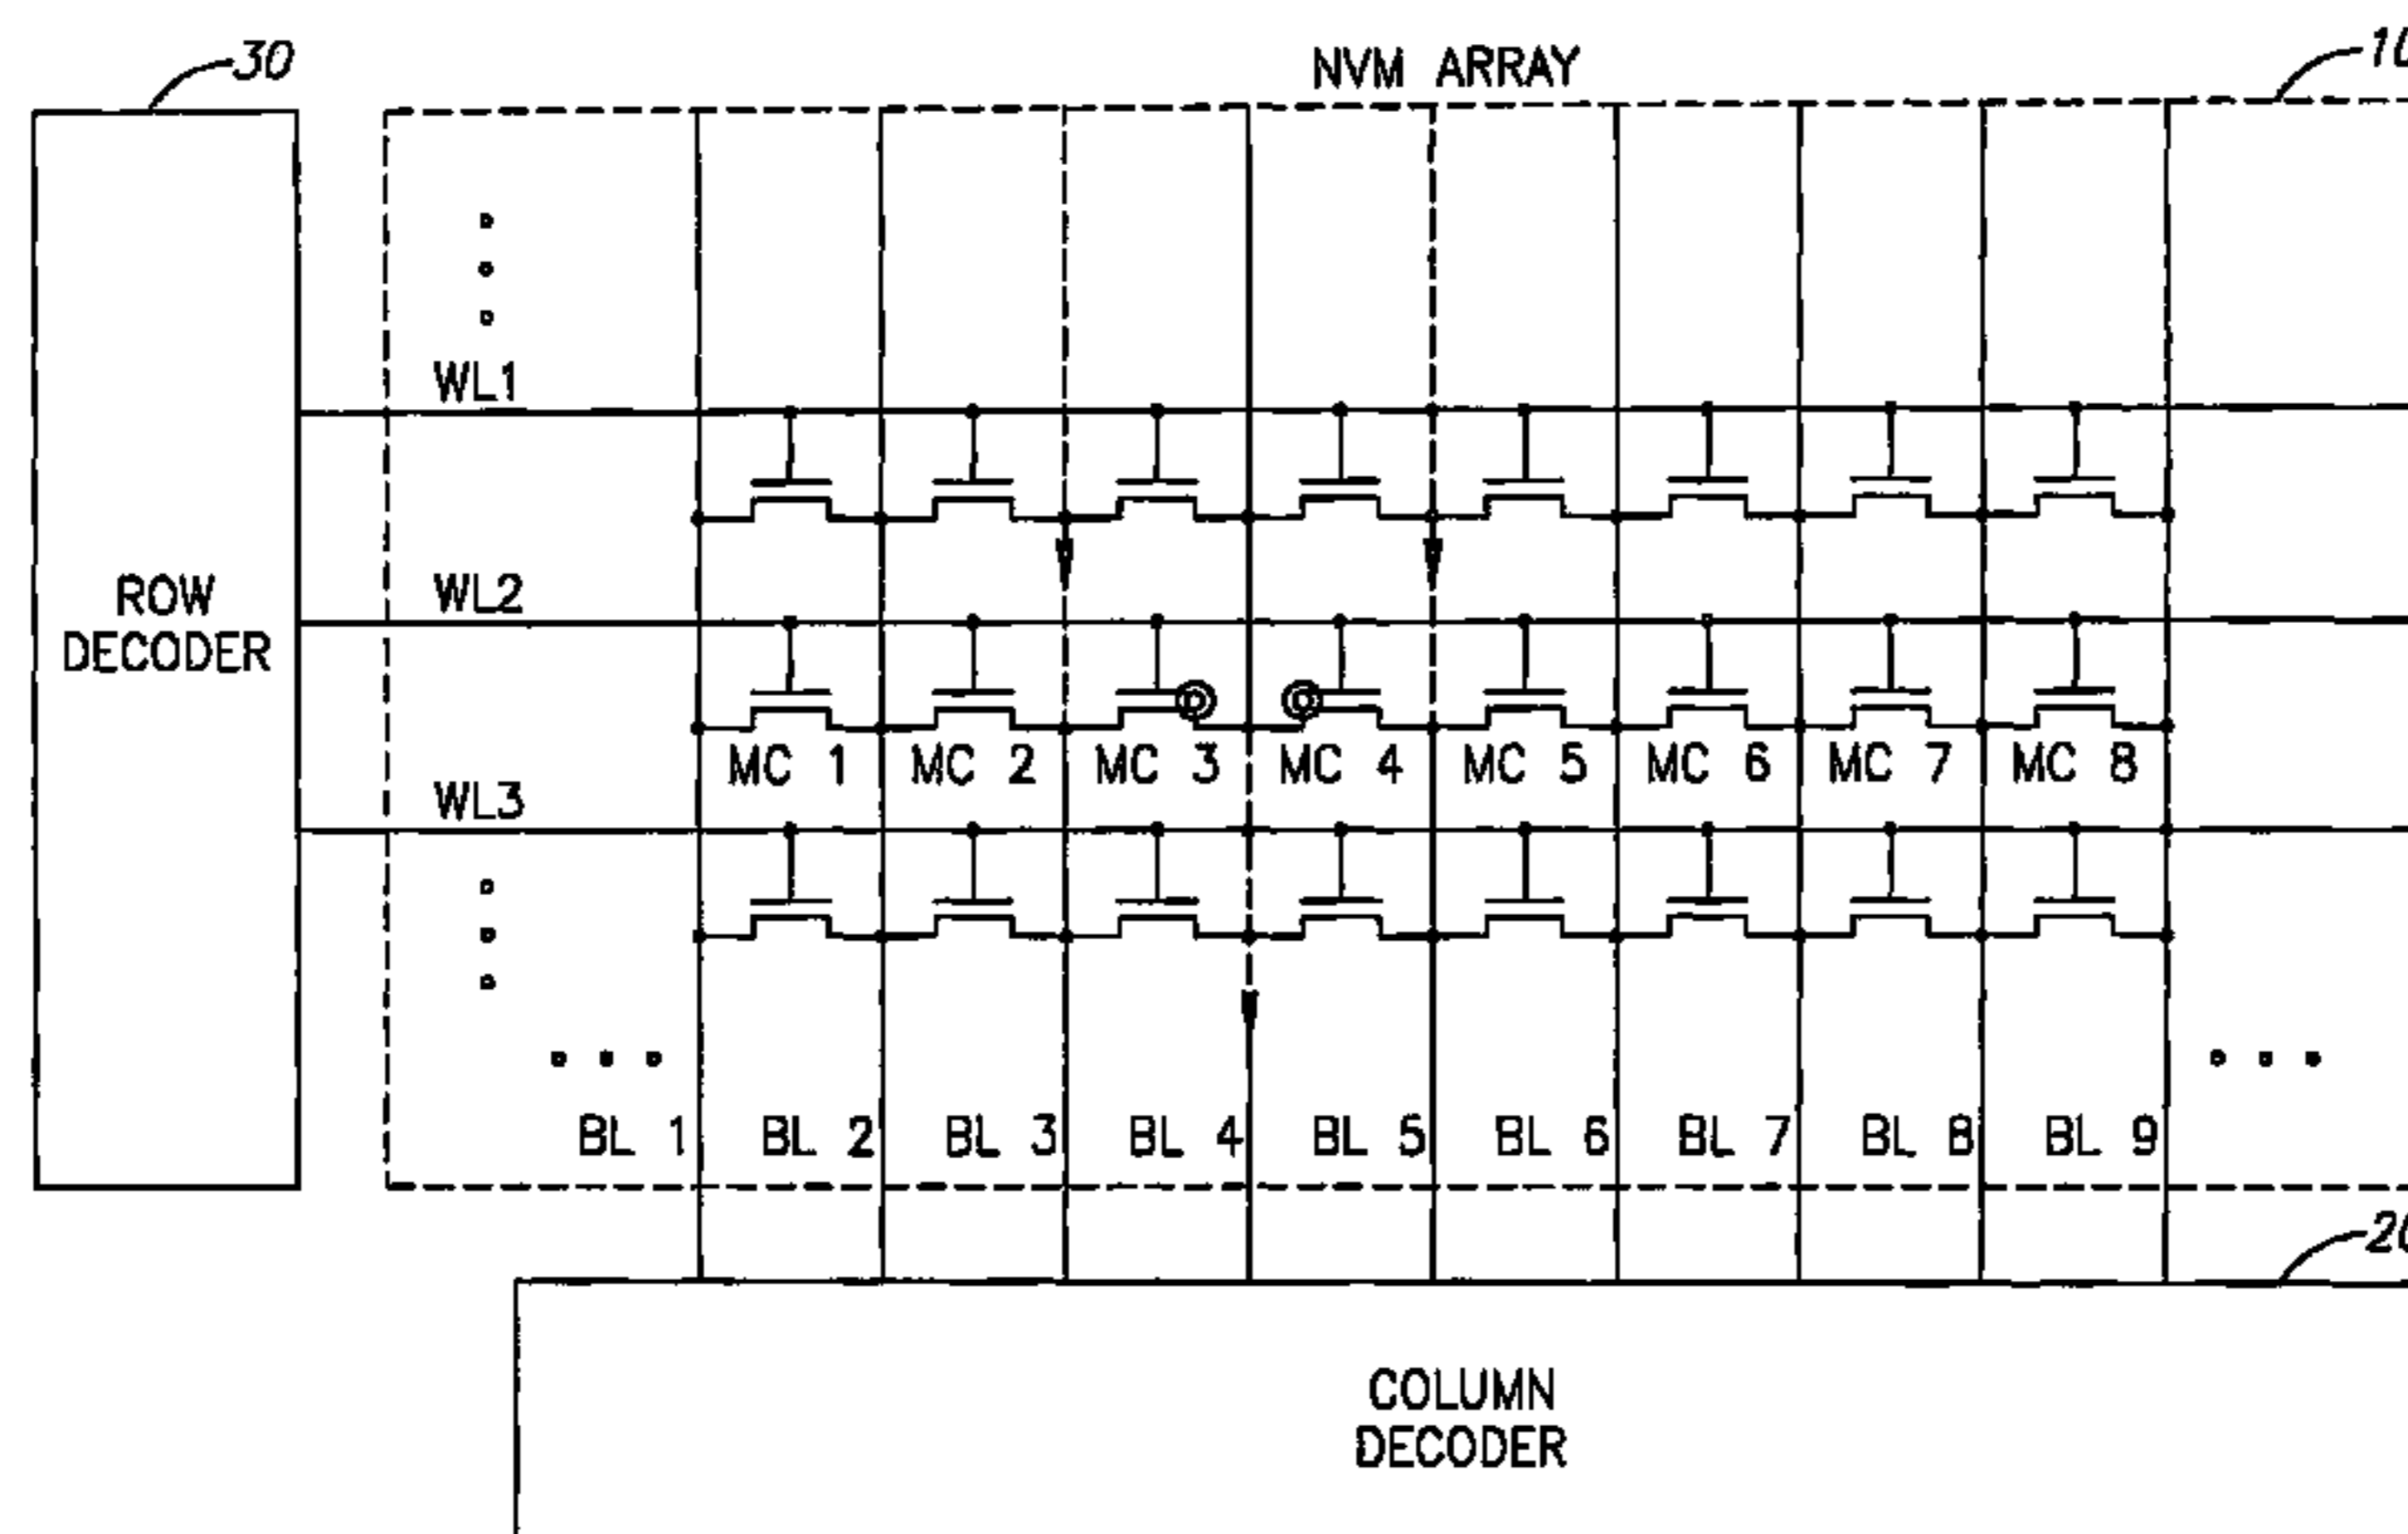 30
NVM ARRAY
10
WL1
ROW
DECODER
WL2
MC 1 MC 2 MC 3 MC 4 MC 5 MC 6 MC 7 MC 8
WL3
BL 1 BL 2 BL 3 BL 4 BL 5 BL 6 BL 7 BL 8 BL 9
20
COLUMN
DECODER